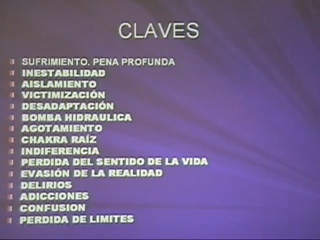 CLAVES
SUFRIMIENTO. PENA PROFUNDA
INESTABILIDAD
AISLAMIENTO
VICTIMIZACIÓN
DESADAPTACIÓN
BOMBA HIDRAULICA
AGOTAMIENTO
CHAKRA RAÍZ
INDIFERENCIA
PERDIDA DEL SENTIDO DE LA VIDA
EVASIÓN DE LA REALIDAD
DELIRIOS
ADICCIONES
CONFUSION
PERDIDA DE LIMITES